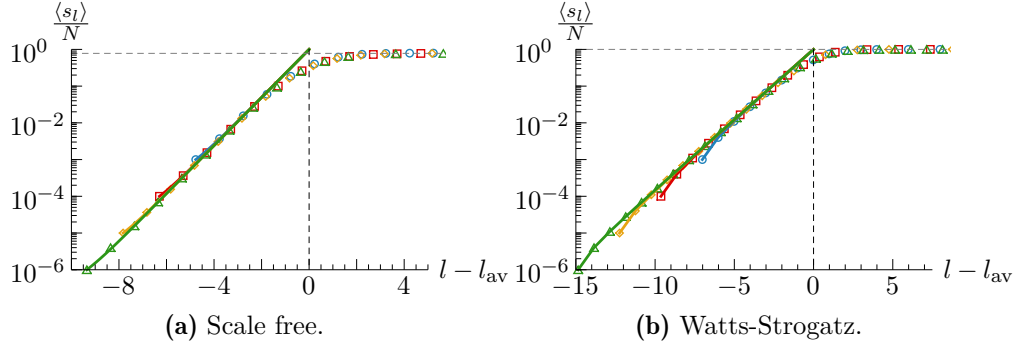 ⟨s_l⟩/N
10^0
10^−2
10^−4
10^−6
−8 −4 0 4 l − l_av
(a) Scale free.
⟨s_l⟩/N
10^0
10^−2
10^−4
10^−6
−15 −10 −5 0 5 l − l_av
(b) Watts-Strogatz.